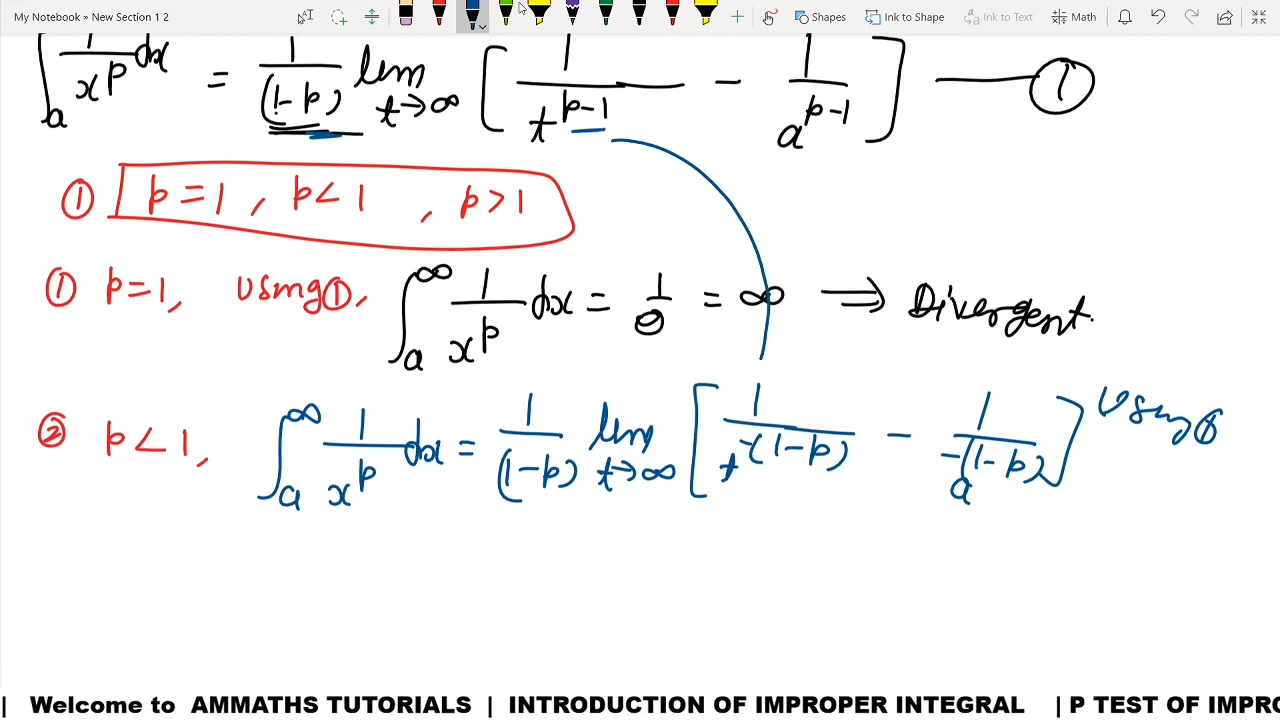 My Notebook » New Section 1 2 Shapes Ink to Shape Ink to Text Math
∫ₐ 1/x^p dx = 1/(1-p) lim t→∞ [ 1/t^(p-1) - 1/a^(p-1) ] — ①
① p=1, p<1, p>1
① p=1, using ①, ∫ₐ^∞ 1/x^p dx = 1/0 = ∞ ⇒ Divergent.
② p<1, ∫ₐ^∞ 1/x^p dx = 1/(1-p) lim t→∞ [ 1/t^-(1-p) - 1/a^-(1-p) ] using ①
| Welcome to AMMATHS TUTORIALS | INTRODUCTION OF IMPROPER INTEGRAL | P TEST OF IMPR